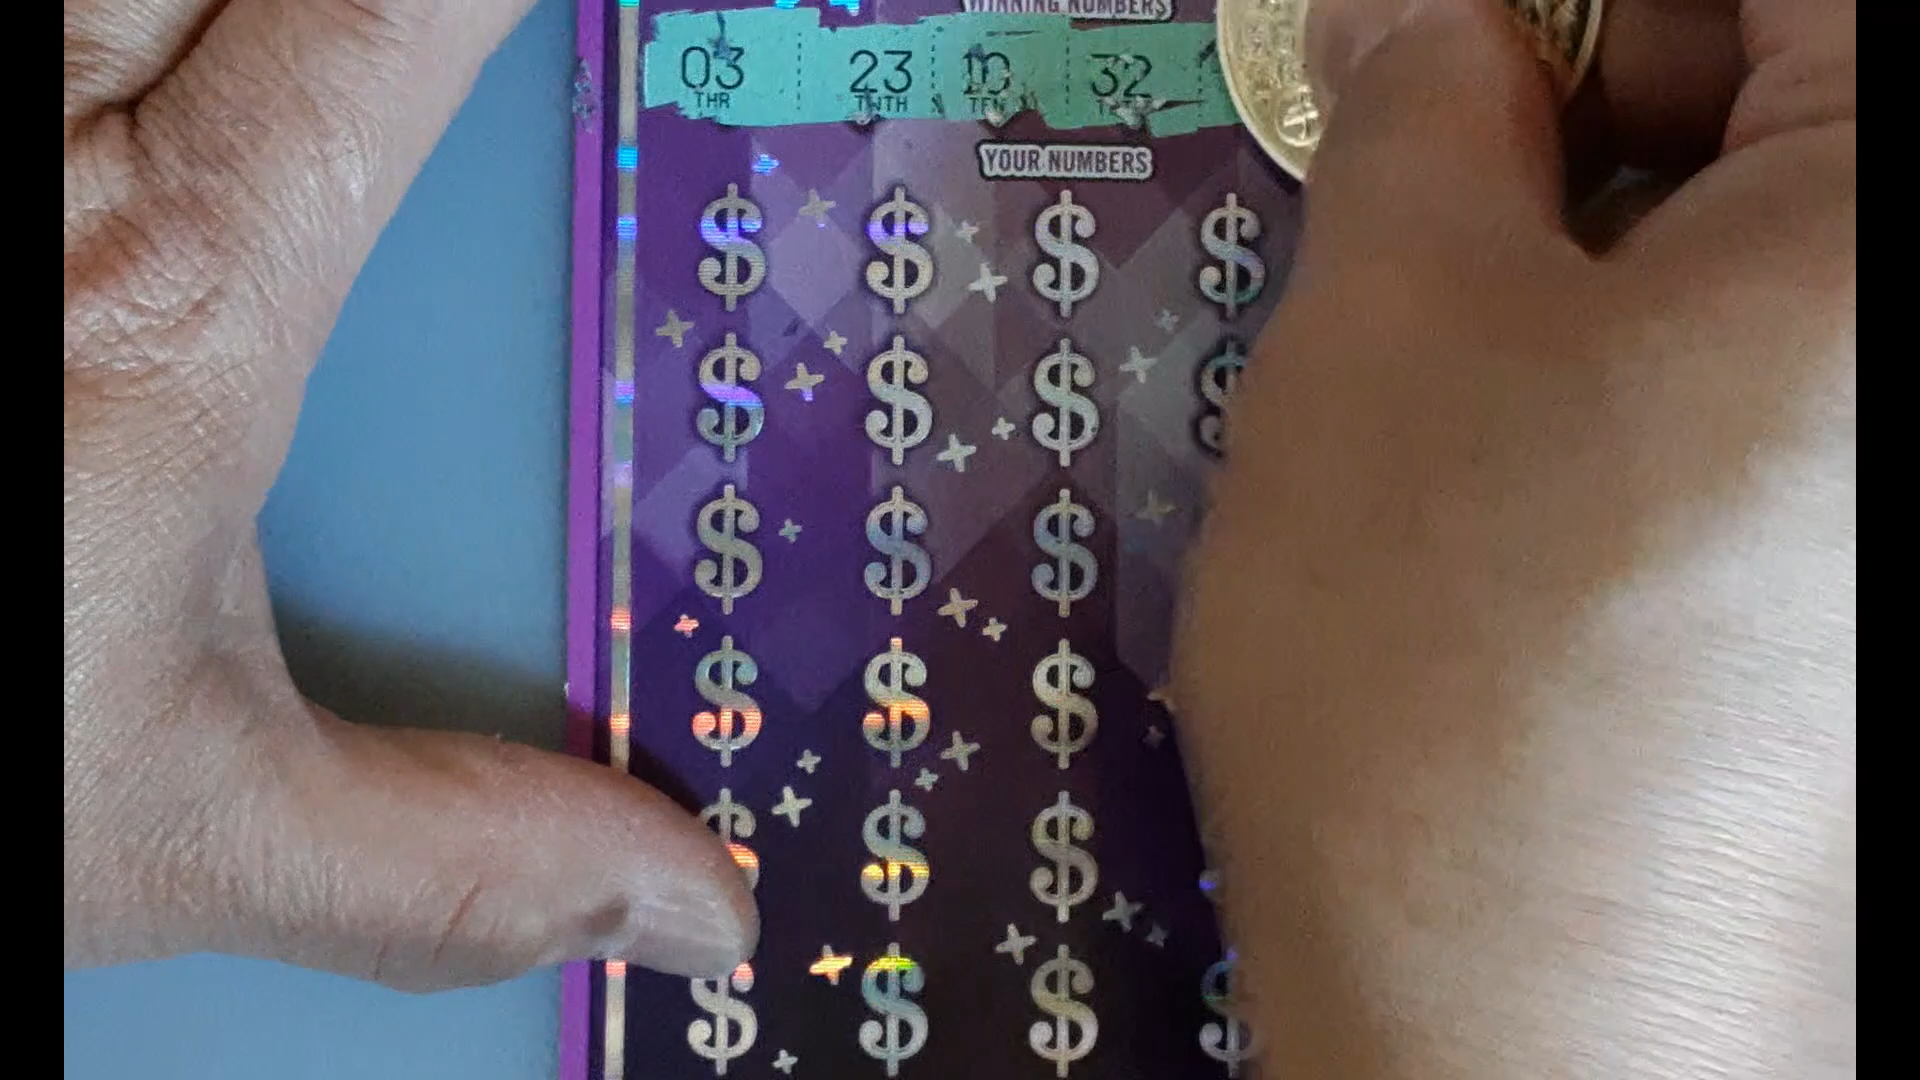 WINNING NUMBERS
03 23 10 32
THR TWTH TEN
YOUR NUMBERS
$ $ $ $
$ $ $ $
$ $ $
$ $ $
$ $ $
$ $ $ $